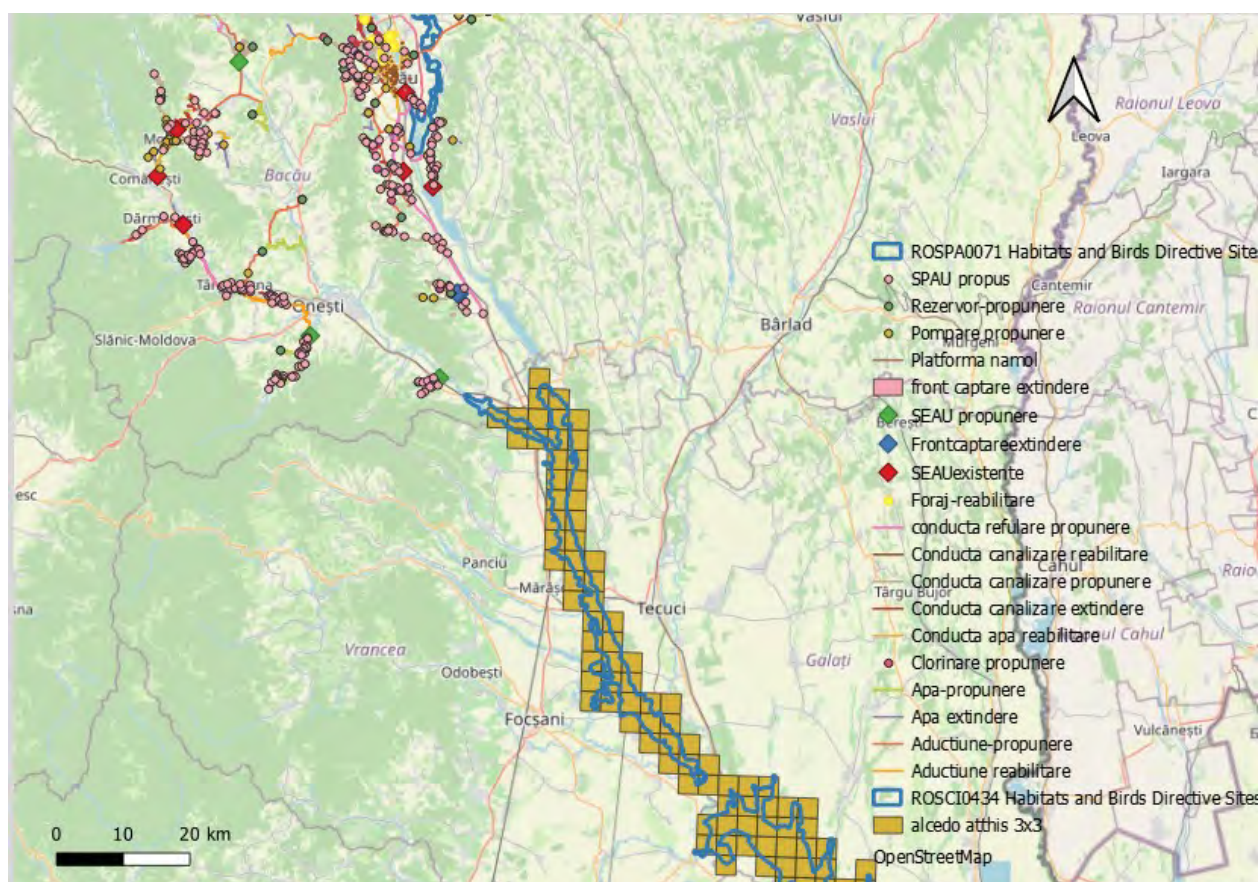 Vaslui
Raionul Leova
Leova
Vaslui
Iargara
Bacău
Comănești
Dărmănești
Onești
Slănic-Moldova
Bârlad
ROSPA0071 Habitats and Birds Directive Sites
SPAU propus
Cantemir
Rezervor-propunere
Raionul Cantemir
Pompare propunere
Murgeni
Platforma namol
front captare extindere
SEAU propunere
Berești
Frontcaptareextindere
SEAUexistente
esc
Foraj-reabilitare
conducta refulare propunere
Conducta canalizare reabilitare
Panciu
Cahul
Conducta canalizare propunere
Mărăș
Târgu Bujor
Tecuci
Conducta canalizare extindere
Conducta apa reabilitare
Raionul Cahul
Vrancea
Galați
Clorinare propunere
Odobești
Apa-propunere
Focșani
Apa extindere
Vulcănești
Aductiune-propunere
Aductiune reabilitare
ROSCI0434 Habitats and Birds Directive Sites
alcedo atthis 3x3
OpenStreetMap
0 10 20 km